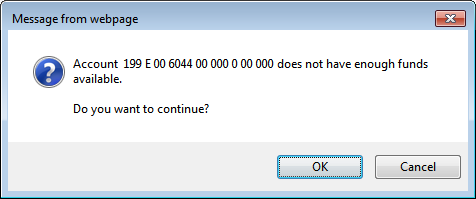 Message from webpage
Account  199 E 00 6044 00 000 0 00 000 does not have enough funds
available.
Do you want to continue?
OK
Cancel